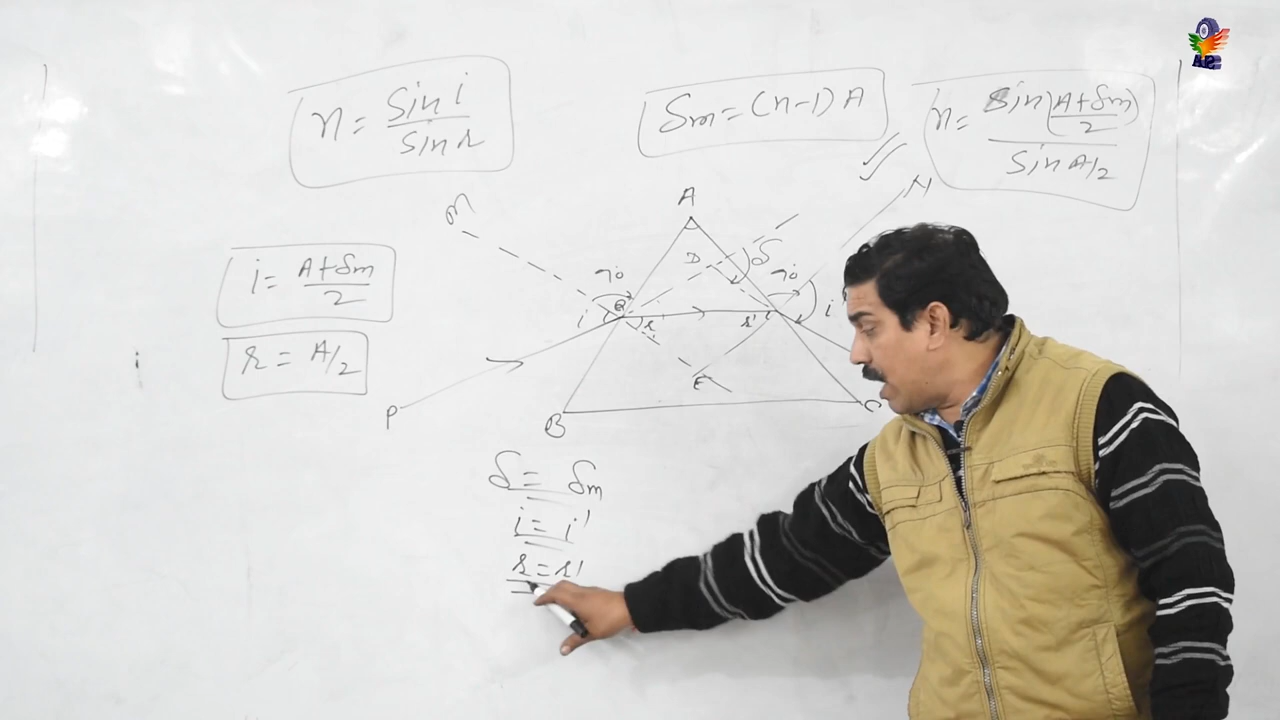 n = Sin i / Sin r
δm = (n-1) A
n = Sin (A+δm / 2) / Sin A/2
i = A+δm / 2
r = A/2
M
A
N
D
δ
90
90
Q
i
r
r'
i
E
P
B
C
δ = δm
i = i'
r = r'